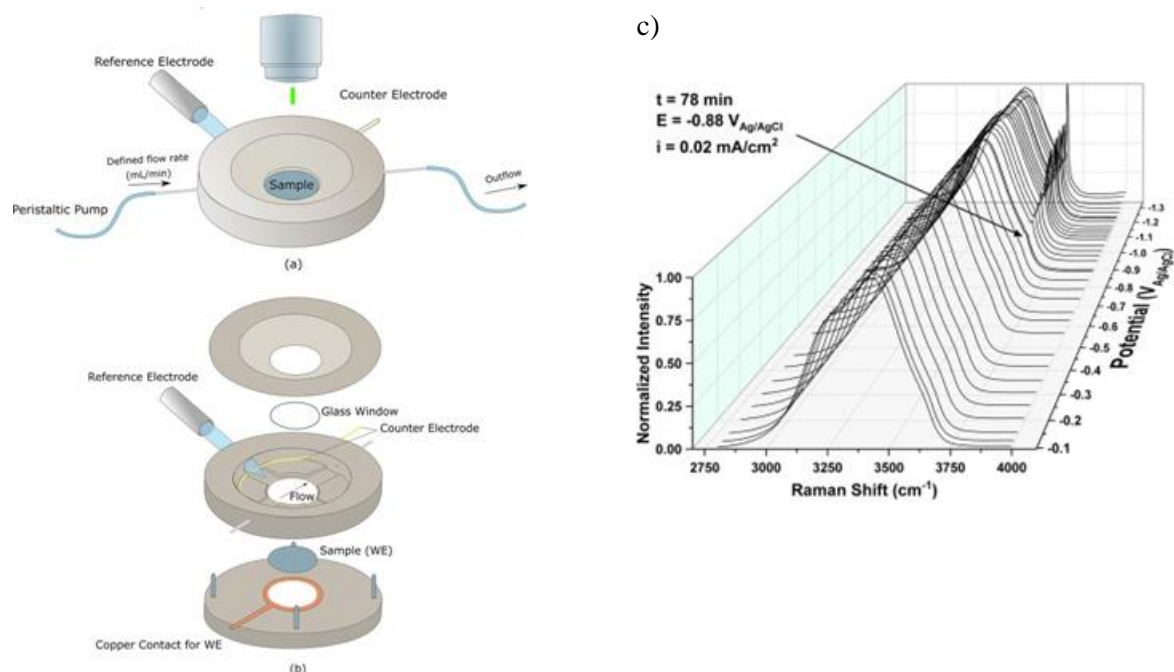 Reference Electrode
Counter Electrode
Defined flow rate
(mL/min)
Sample
Outflow
Peristaltic Pump
(a)
Reference Electrode
Glass Window
Counter Electrode
Flow
Sample (WE)
Copper Contact for WE
(b)
c)
t = 78 min
E = -0.88 V_Ag/AgCl
i = 0.02 mA/cm²
1.00
0.75
0.50
0.25
0.00
Normalized Intensity
2750 3000 3250 3500 3750 4000
Raman Shift (cm⁻¹)
-1.3
-1.2
-1.1
-1.0
-0.9
-0.8
-0.7
-0.6
-0.5
-0.4
-0.3
-0.2
-0.1
Potential (V_Ag/AgCl)